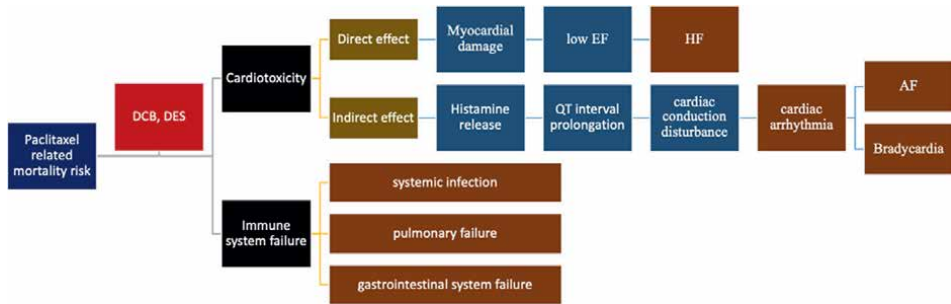 Direct effect
Myocardial
damage
low EF
HF
Cardiotoxicity
AF
DCB, DES
Indirect effect
Histamine
release
QT interval
prolongation
cardiac
conduction
disturbance
cardiac
arrhythmia
Paclitaxel
related
mortality risk
Bradycardia
systemic infection
Immune
system failure
pulmonary failure
gastrointestinal system failure